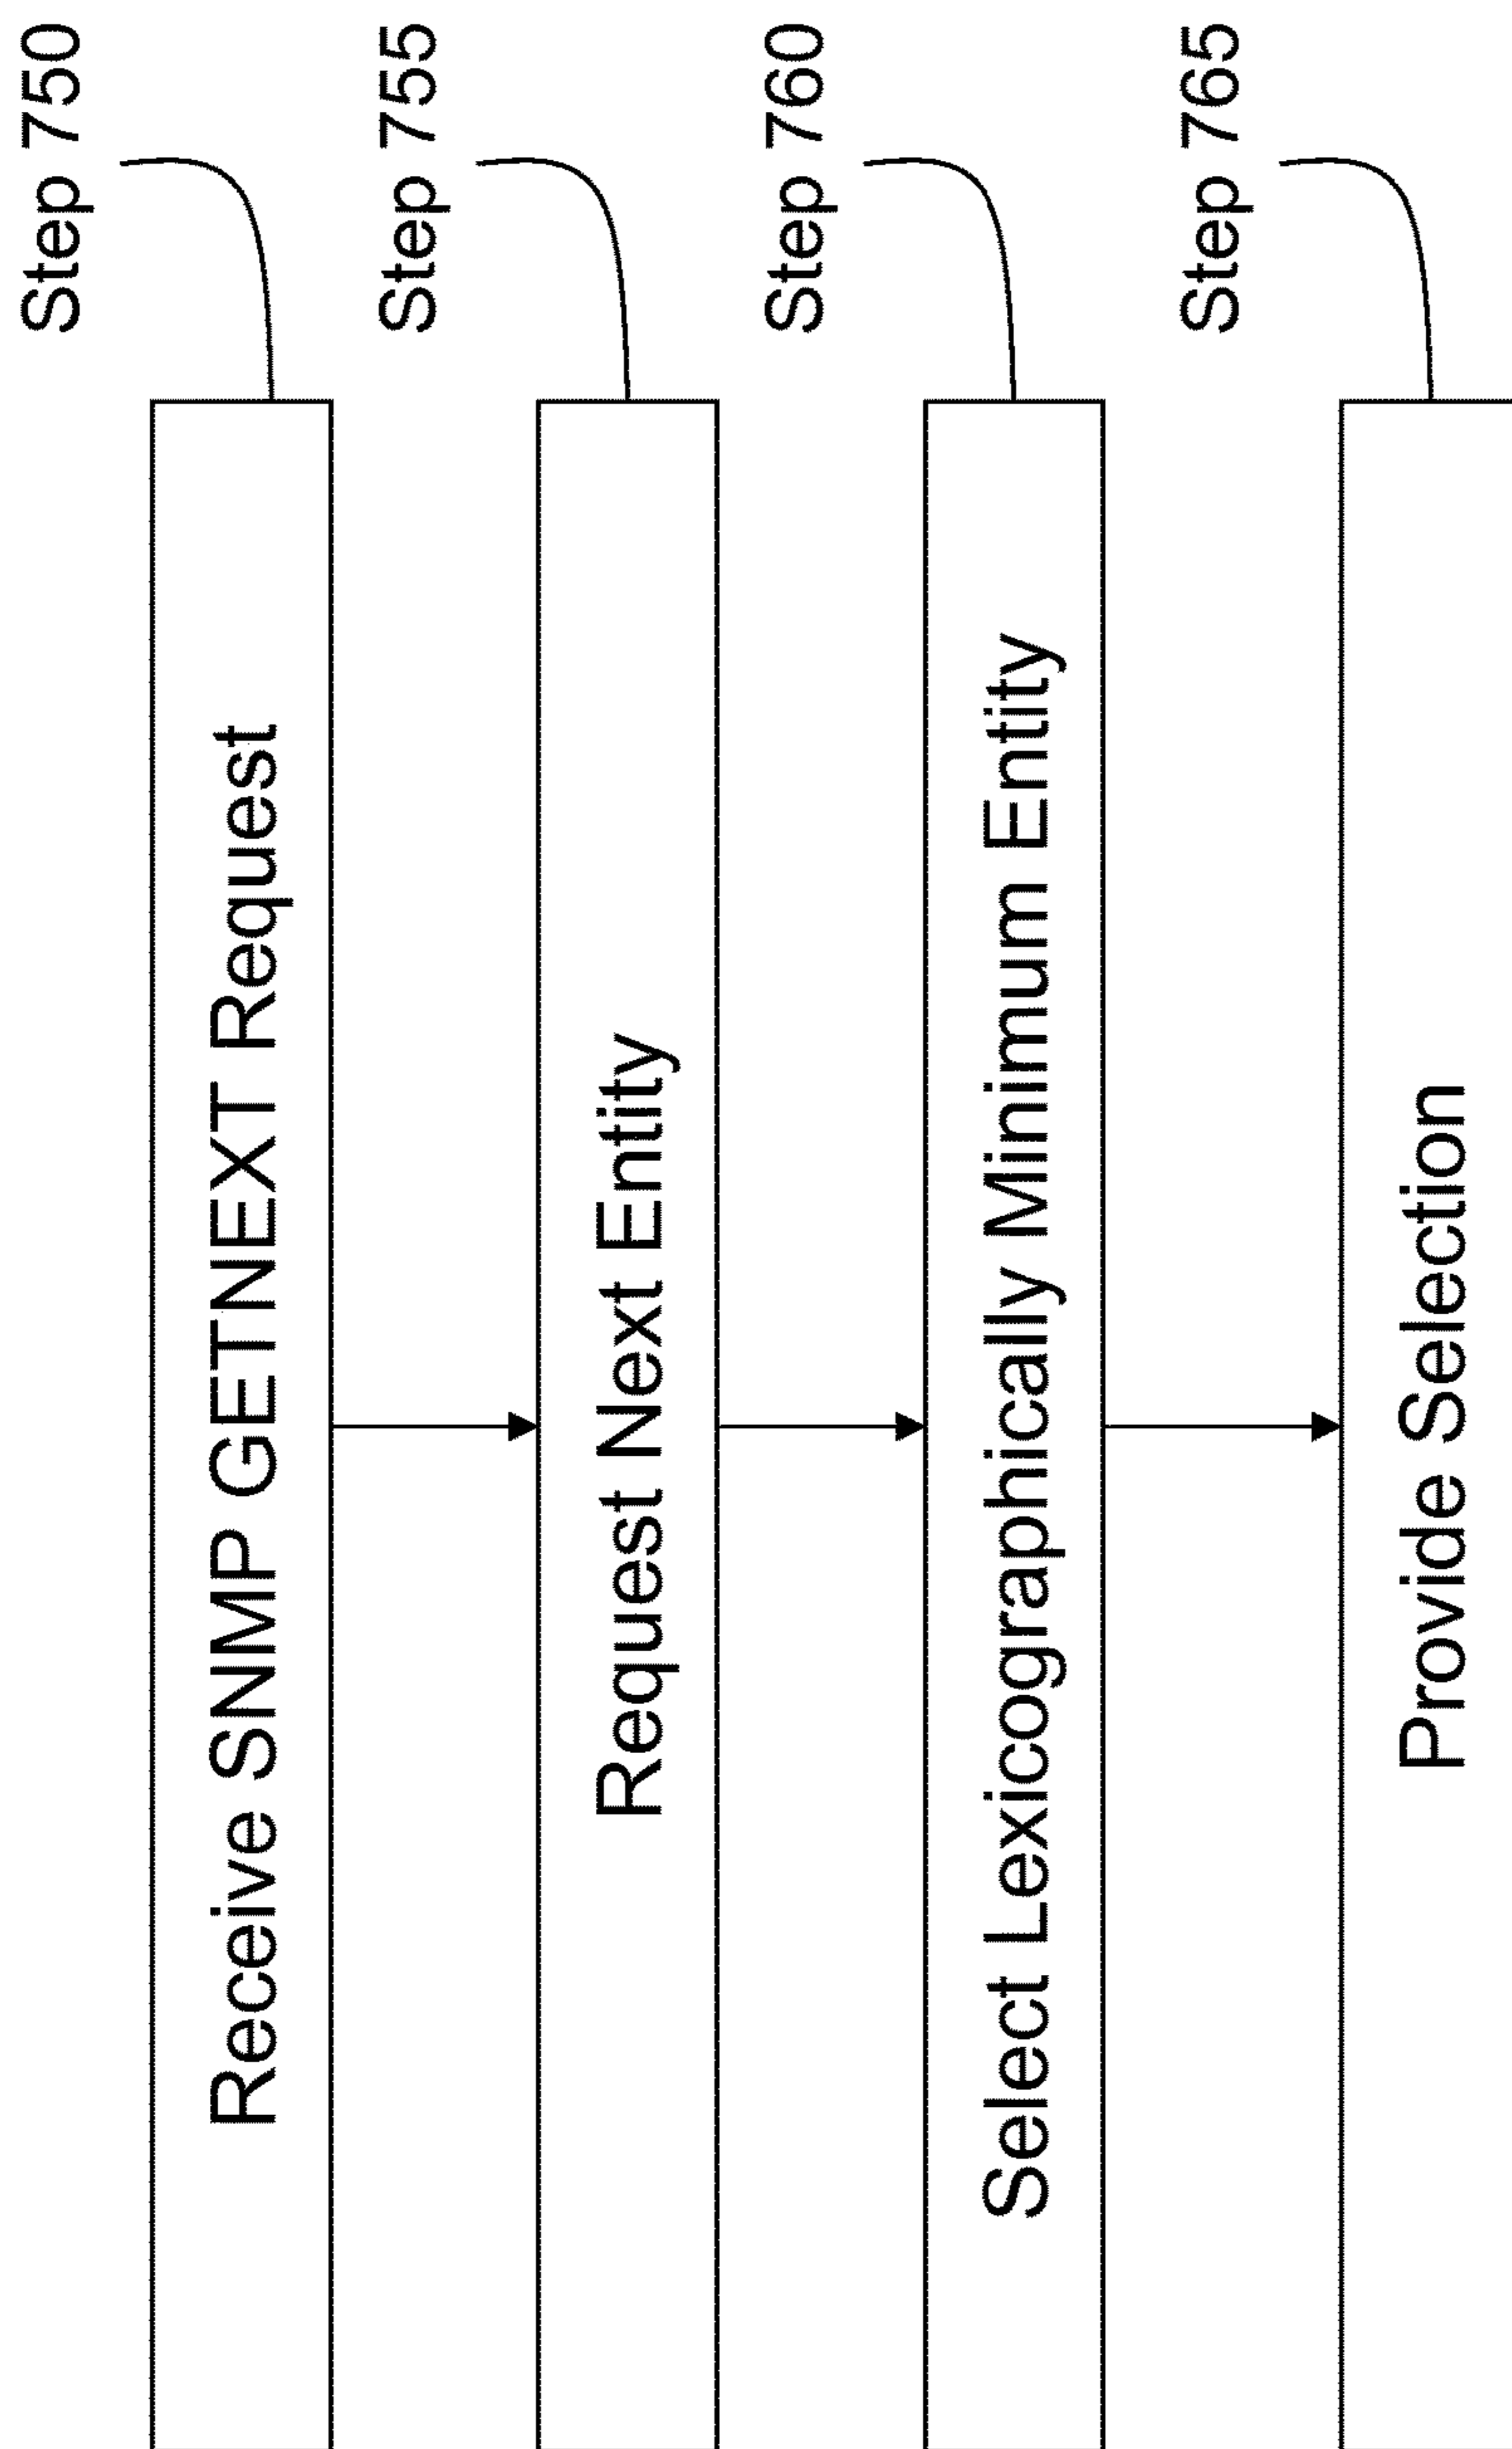 Step 750
Receive SNMP GETNEXT Request
Step 755
Request Next Entity
Step 760
Select Lexicographically Minimum Entity
Step 765
Provide Selection